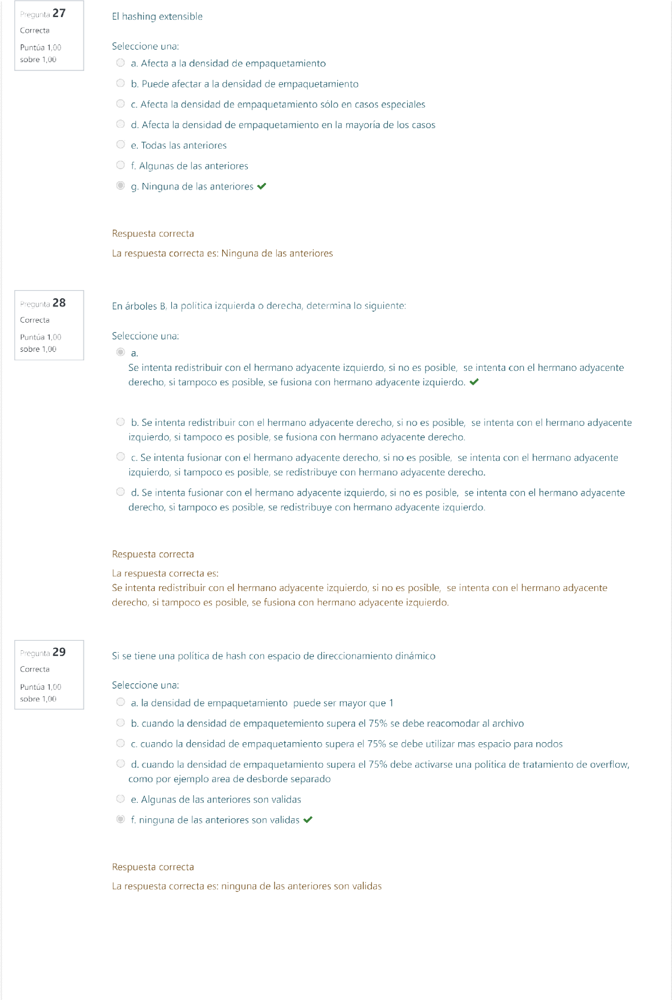 Pregunta 27
Correcta
Puntúa 1,00
sobre 1,00
El hashing extensible
Seleccione una:
a. Afecta a la densidad de empaquetamiento
b. Puede afectar a la densidad de empaquetamiento
c. Afecta la densidad de empaquetamiento sólo en casos especiales
d. Afecta la densidad de empaquetamiento en la mayoría de los casos
e. Todas las anteriores
f. Algunas de las anteriores
g. Ninguna de las anteriores
Respuesta correcta
La respuesta correcta es: Ninguna de las anteriores
Pregunta 28
Correcta
Puntúa 1,00
sobre 1,00
En árboles B, la política izquierda o derecha, determina lo siguiente:
Seleccione una:
a.
Se intenta redistribuir con el hermano adyacente izquierdo, si no es posible, se intenta con el hermano adyacente
derecho, si tampoco es posible, se fusiona con hermano adyacente izquierdo.
b. Se intenta redistribuir con el hermano adyacente derecho, si no es posible, se intenta con el hermano adyacente
izquierdo, si tampoco es posible, se fusiona con hermano adyacente derecho.
c. Se intenta fusionar con el hermano adyacente derecho, si no es posible, se intenta con el hermano adyacente
izquierdo, si tampoco es posible, se redistribuye con hermano adyacente derecho.
d. Se intenta fusionar con el hermano adyacente izquierdo, si no es posible, se intenta con el hermano adyacente
derecho, si tampoco es posible, se redistribuye con hermano adyacente izquierdo.
Respuesta correcta
La respuesta correcta es:
Se intenta redistribuir con el hermano adyacente izquierdo, si no es posible, se intenta con el hermano adyacente
derecho, si tampoco es posible, se fusiona con hermano adyacente izquierdo.
Pregunta 29
Correcta
Puntúa 1,00
sobre 1,00
Si se tiene una política de hash con espacio de direccionamiento dinámico
Seleccione una:
a. la densidad de empaquetamiento puede ser mayor que 1
b. cuando la densidad de empaquetemiento supera el 75% se debe reacomodar al archivo
c. cuando la densidad de empaquetamiento supera el 75% se debe utilizar mas espacio para nodos
d. cuando la densidad de empaquetamiento supera el 75% debe activarse una política de tratamiento de overflow,
como por ejemplo area de desborde separado
e. Algunas de las anteriores son validas
f. ninguna de las anteriores son validas
Respuesta correcta
La respuesta correcta es: ninguna de las anteriores son validas